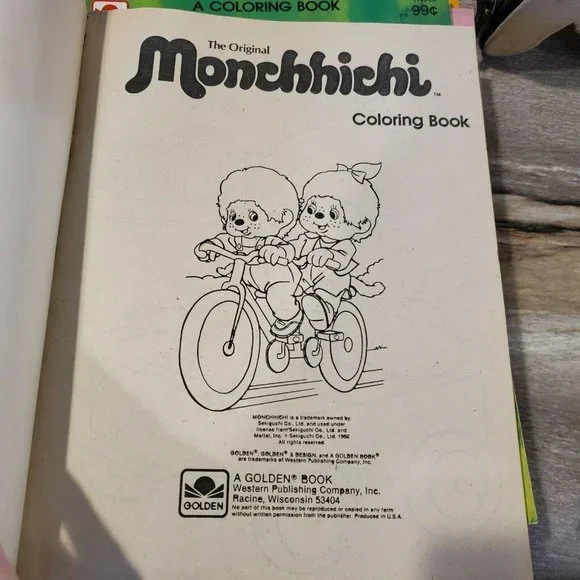 A COLORING BOOK
99¢
The Original
Monchhichi™
Coloring Book
MONCHHICHI is a trademark owned by
Sekiguchi Co., Ltd. and used under
license from Sekiguchi Co., Ltd. and
Mattel, Inc. © Sekiguchi Co., Ltd. 1982
All rights reserved.
GOLDEN®, GOLDEN® & DESIGN, and A GOLDEN BOOK®
are trademarks of Western Publishing Company, Inc.
GOLDEN
A GOLDEN® BOOK
Western Publishing Company, Inc.
Racine, Wisconsin 53404
No part of this book may be reproduced or copied in any form
without written permission from the publisher. Produced in U.S.A.